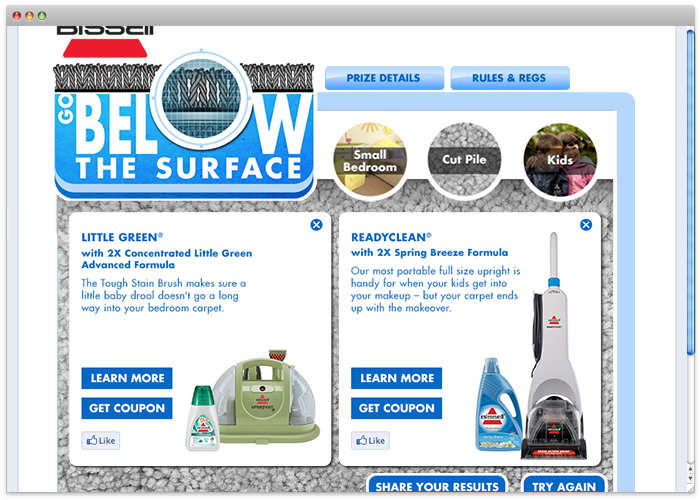 BISSELL
PRIZE DETAILS
RULES & REGS
GO
BELOW
THE SURFACE
Small
Bedroom
Cut Pile
Kids
LITTLE GREEN®
with 2X Concentrated Little Green
Advanced Formula
The Tough Stain Brush makes sure a
little baby drool doesn't go a long
way into your bedroom carpet.
LEARN MORE
GET COUPON
Like
READYCLEAN®
with 2X Spring Breeze Formula
Our most portable full size upright is
handy for when your kids get into
your makeup – but your carpet ends
up with the makeover.
LEARN MORE
GET COUPON
Like
BISSELL
SHARE YOUR RESULTS
TRY AGAIN